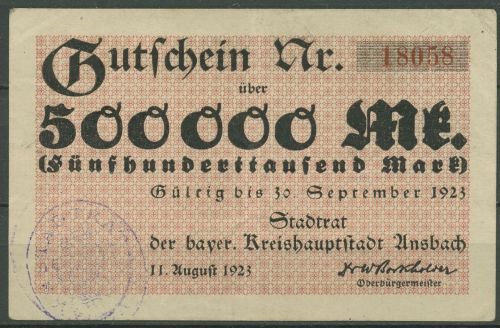 Gutschein Nr. 18058
über
500000 Mk.
(Fünfhunderttausend Mark)
Gültig bis 30. September 1923
Stadtrat
der bayer. Kreishauptstadt Ansbach
11. August 1923
Oberbürgermeister
STADTRAT